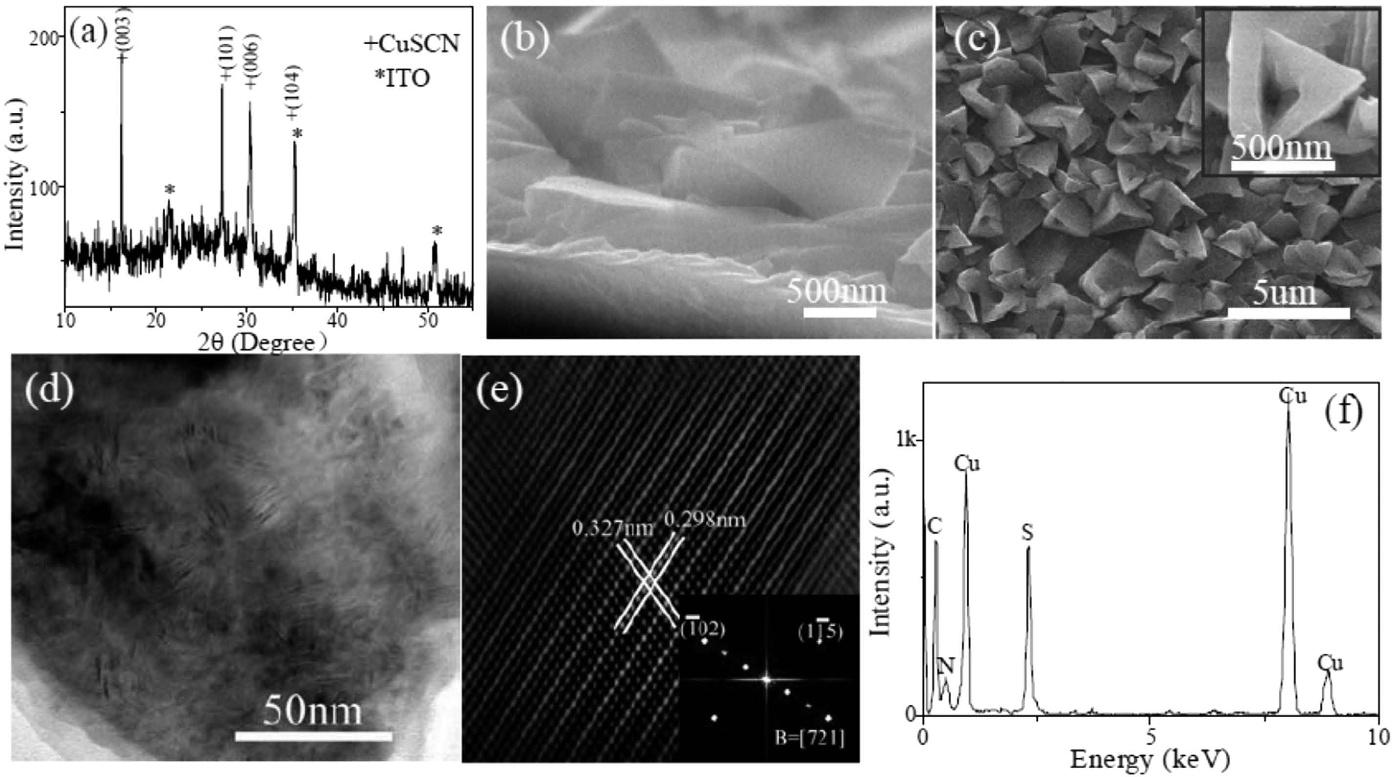 (a)
200
100
+(003)
+(101)
+(006)
+(104)
+CuSCN
*ITO
*
*
*
Intensity (a.u.)
10 20 30 40 50
2θ (Degree)
(b)
500nm
(c)
500nm
5um
(d)
50nm
(e)
0.327nm 0.298nm
(1̅02) (11̅5)
B=[721]
(f)
1k
0
C
N
Cu
S
Cu
Cu
Intensity (a.u.)
0 5 10
Energy (keV)